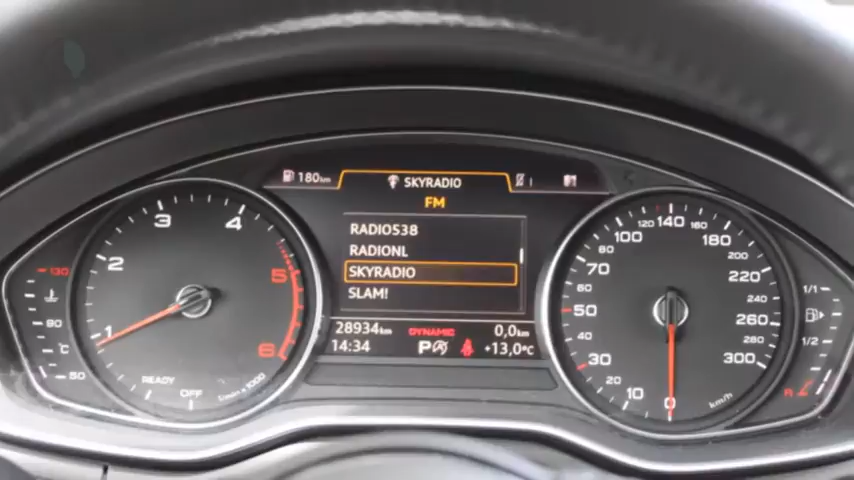 180km
SKYRADIO
FM
RADIO538
RADIONL
SKYRADIO
SLAM!
28934km
DYNAMIC
0,0km
14:34
P
+13,0°C
1
2
3
4
5
6
READY
OFF
U/min x 1000
130
90
°C
50
0
10
20
30
40
50
60
70
80
100
120
140
160
180
200
220
240
260
280
300
km/h
1/1
1/2
R